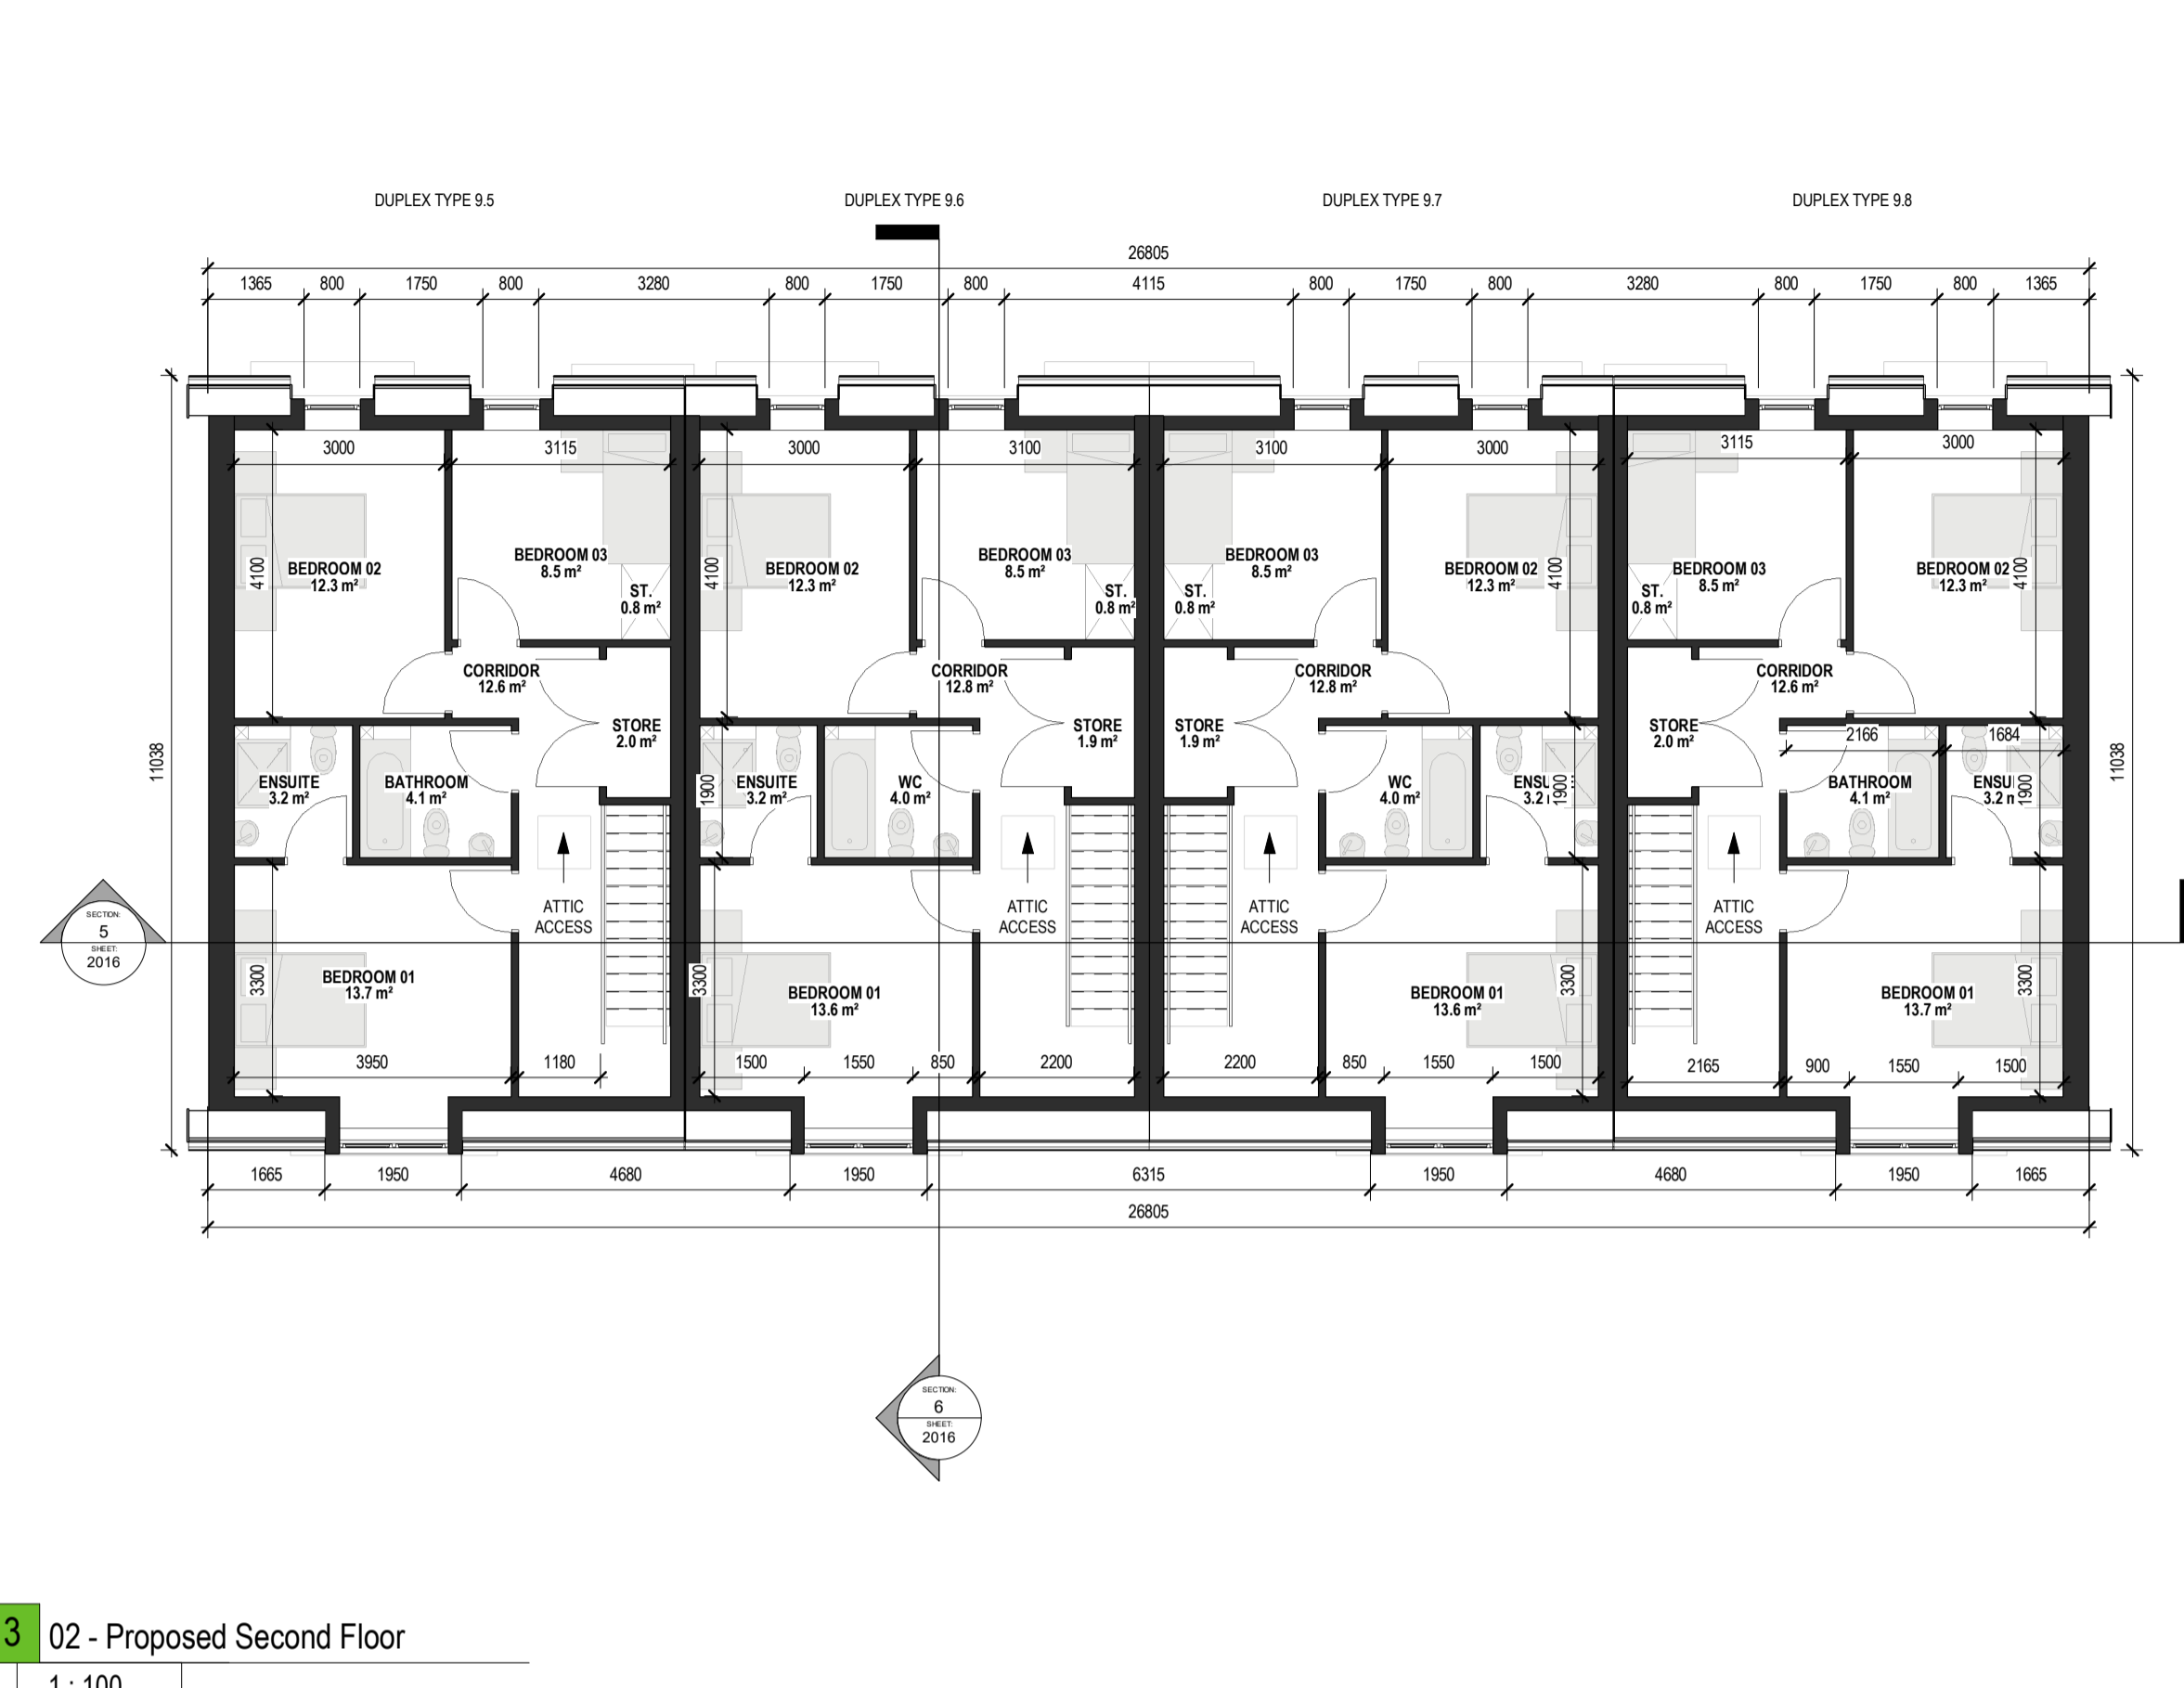 DUPLEX TYPE 9.5 DUPLEX TYPE 9.6 DUPLEX TYPE 9.7 DUPLEX TYPE 9.8
26805
1365 800 1750 800 3280 800 1750 800 4115 800 1750 800 3280 800 1750 800 1365
3000 3115 3000 3100 3100 3000 3115 3000
4100 4100 4100 4100
BEDROOM 02
12.3 m²
BEDROOM 03
8.5 m²
ST.
0.8 m²
BEDROOM 02
12.3 m²
BEDROOM 03
8.5 m²
ST.
0.8 m²
BEDROOM 03
8.5 m²
ST.
0.8 m²
BEDROOM 02
12.3 m²
BEDROOM 03
8.5 m²
ST.
0.8 m²
BEDROOM 02
12.3 m²
CORRIDOR
12.6 m²
CORRIDOR
12.8 m²
CORRIDOR
12.8 m²
CORRIDOR
12.6 m²
STORE
2.0 m²
STORE
1.9 m²
STORE
1.9 m²
STORE
2.0 m²
11038
11038
2166 1684
ENSUITE
3.2 m²
BATHROOM
4.1 m²
1900
ENSUITE
3.2 m²
WC
4.0 m²
WC
4.0 m²
1900
3.2
BATHROOM
4.1 m²
1900
3.2
ATTIC
ACCESS
ATTIC
ACCESS
ATTIC
ACCESS
ATTIC
ACCESS
SECTION:
5
SHEET:
2016
3300 3300 3300 3300
BEDROOM 01
13.7 m²
BEDROOM 01
13.6 m²
BEDROOM 01
13.6 m²
BEDROOM 01
13.7 m²
3950 1180 1500 1550 850 2200 2200 850 1550 1500 2165 900 1550 1500
1665 1950 4680 1950 6315 1950 4680 1950 1665
26805
SECTION:
6
SHEET:
2016
3 02 - Proposed Second Floor
1 : 100